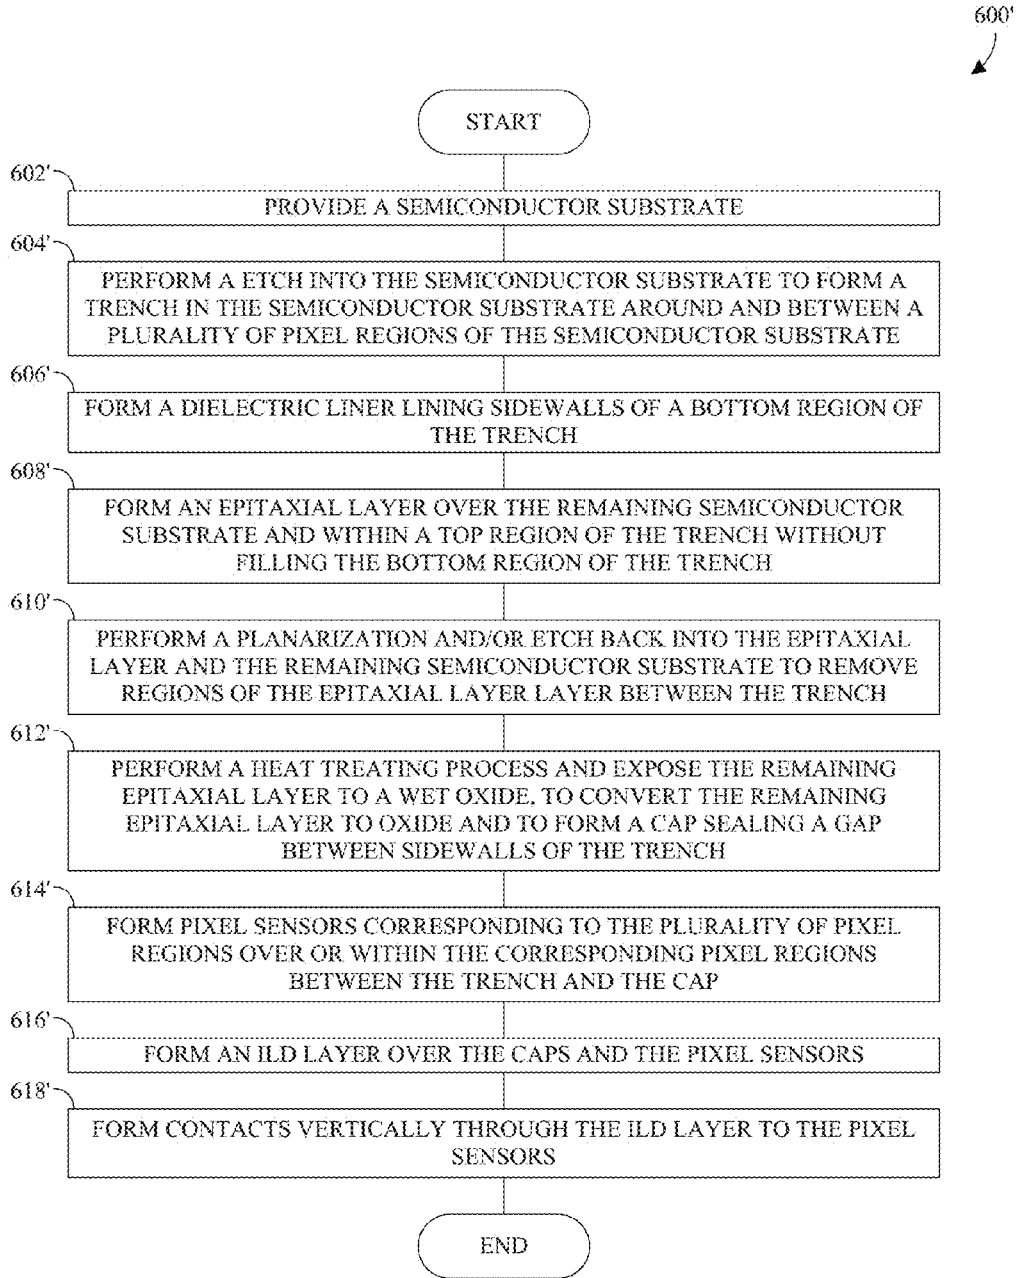 600'
START
602'
PROVIDE A SEMICONDUCTOR SUBSTRATE
604'
PERFORM A ETCH INTO THE SEMICONDUCTOR SUBSTRATE TO FORM A
TRENCH IN THE SEMICONDUCTOR SUBSTRATE AROUND AND BETWEEN A
PLURALITY OF PIXEL REGIONS OF THE SEMICONDUCTOR SUBSTRATE
606'
FORM A DIELECTRIC LINER LINING SIDEWALLS OF A BOTTOM REGION OF
THE TRENCH
608'
FORM AN EPITAXIAL LAYER OVER THE REMAINING SEMICONDUCTOR
SUBSTRATE AND WITHIN A TOP REGION OF THE TRENCH WITHOUT
FILLING THE BOTTOM REGION OF THE TRENCH
610'
PERFORM A PLANARIZATION AND/OR ETCH BACK INTO THE EPITAXIAL
LAYER AND THE REMAINING SEMICONDUCTOR SUBSTRATE TO REMOVE
REGIONS OF THE EPITAXIAL LAYER LAYER BETWEEN THE TRENCH
612'
PERFORM A HEAT TREATING PROCESS AND EXPOSE THE REMAINING
EPITAXIAL LAYER TO A WET OXIDE, TO CONVERT THE REMAINING
EPITAXIAL LAYER TO OXIDE AND TO FORM A CAP SEALING A GAP
BETWEEN SIDEWALLS OF THE TRENCH
614'
FORM PIXEL SENSORS CORRESPONDING TO THE PLURALITY OF PIXEL
REGIONS OVER OR WITHIN THE CORRESPONDING PIXEL REGIONS
BETWEEN THE TRENCH AND THE CAP
616'
FORM AN ILD LAYER OVER THE CAPS AND THE PIXEL SENSORS
618'
FORM CONTACTS VERTICALLY THROUGH THE ILD LAYER TO THE PIXEL
SENSORS
END